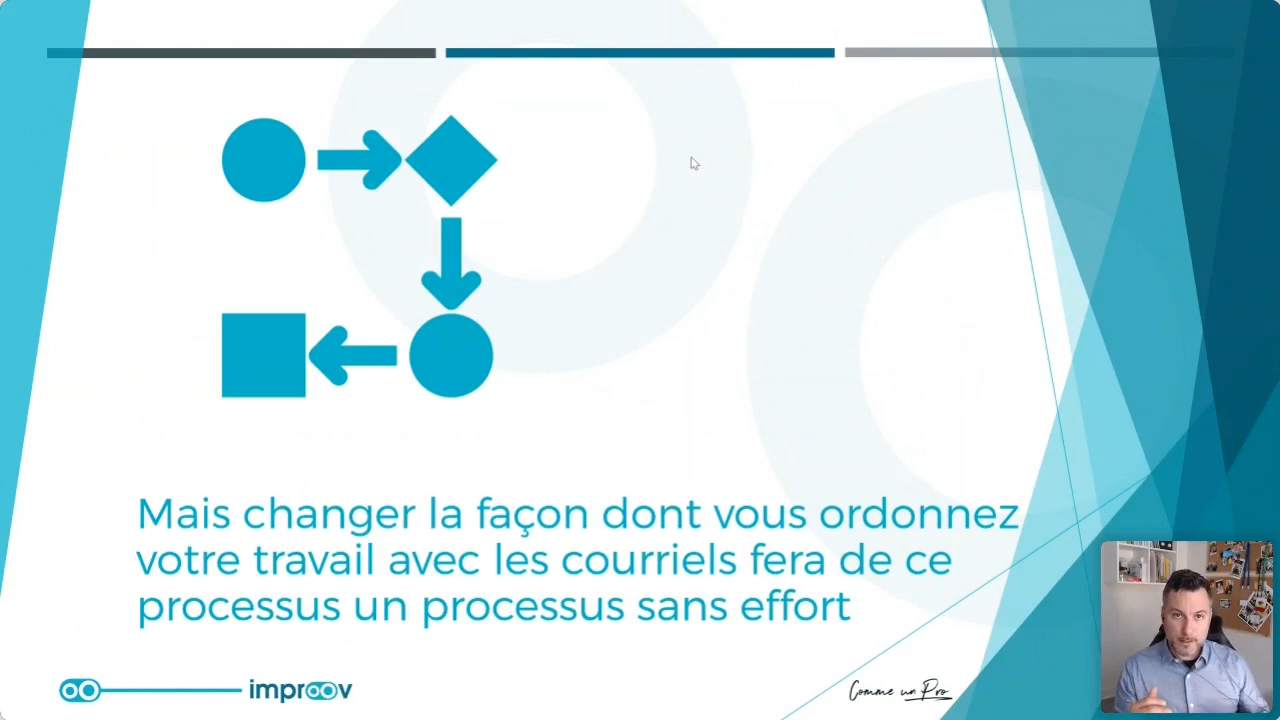 Mais changer la façon dont vous ordonnez
votre travail avec les courriels fera de ce
processus un processus sans effort
improov
Comme un Pro